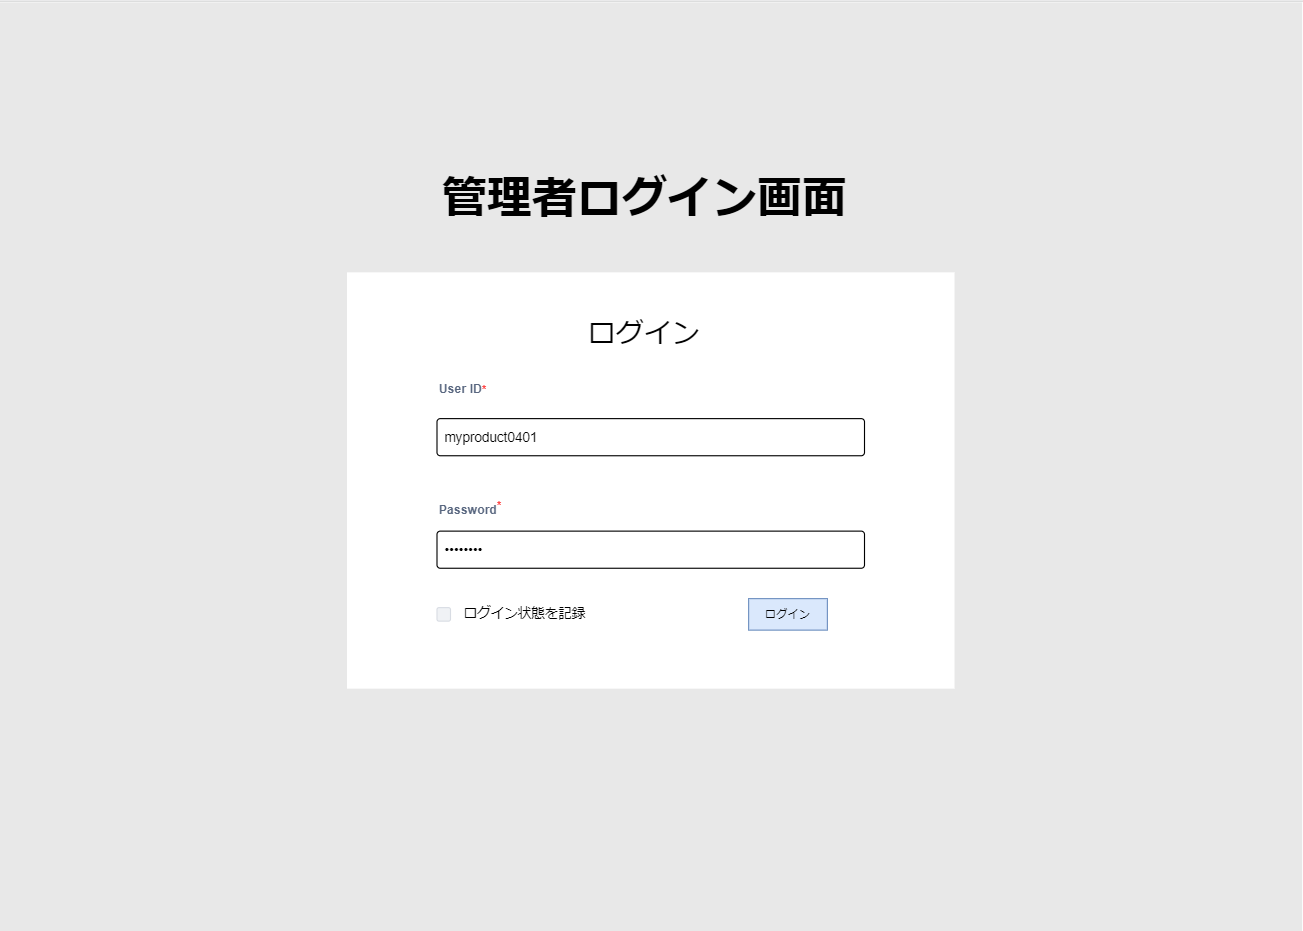 管理者ログイン画面
ログイン
User ID*
myproduct0401
Password*
••••••••
ログイン状態を記録
ログイン